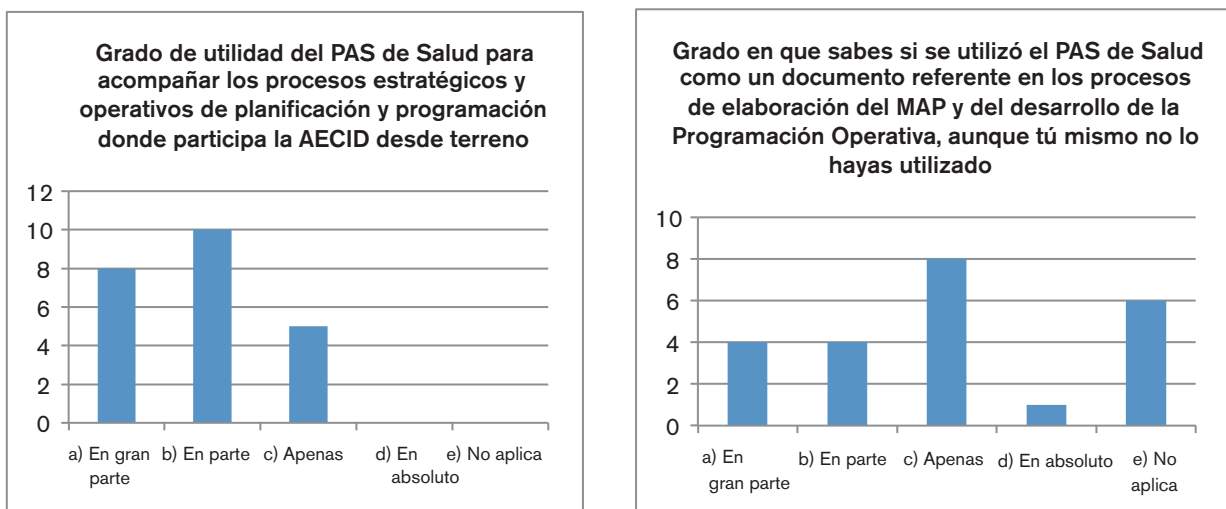 Grado de utilidad del PAS de Salud para
acompañar los procesos estratégicos y
operativos de planificación y programación
donde participa la AECID desde terreno
12
10
8
6
4
2
0
a) En gran
parte
b) En parte
c) Apenas
d) En
absoluto
e) No aplica
Grado en que sabes si se utilizó el PAS de Salud
como un documento referente en los procesos
de elaboración del MAP y del desarrollo de la
Programación Operativa, aunque tú mismo no lo
hayas utilizado
10
8
6
4
2
0
a) En
gran parte
b) En parte
c) Apenas
d) En absoluto
e) No
aplica